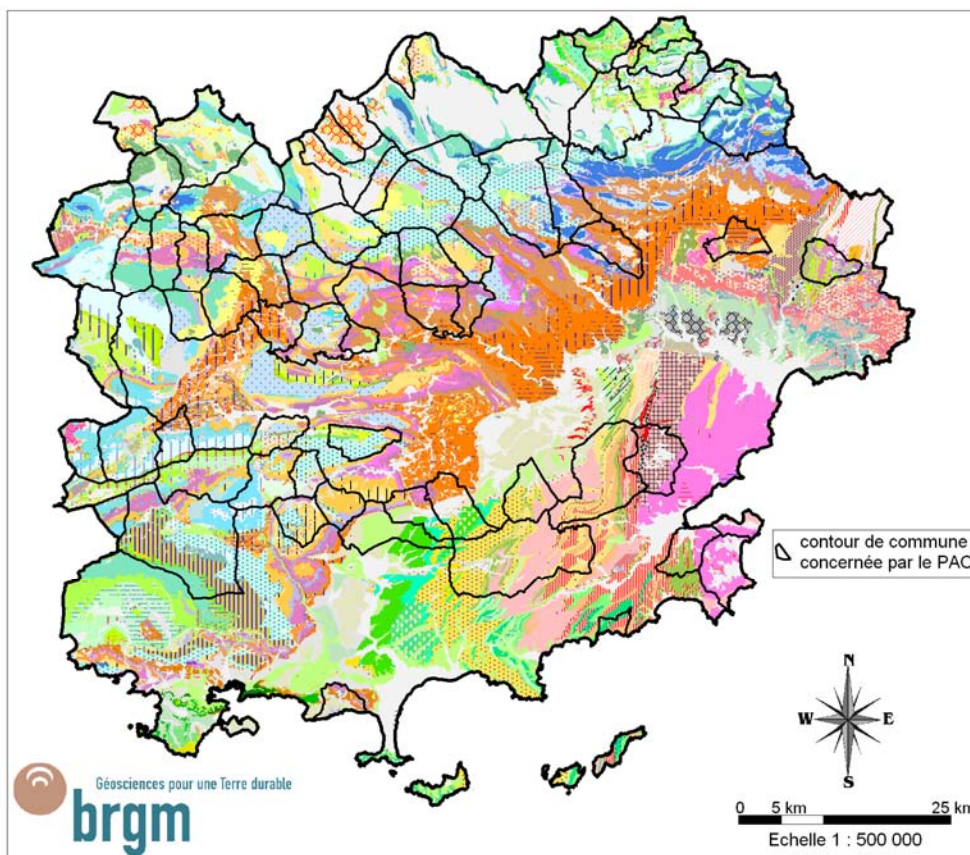 contour de commune
concernée par le PAC
N
W E
S
0 5 km 25 km
Echelle 1 : 500 000
Géosciences pour une Terre durable
brgm